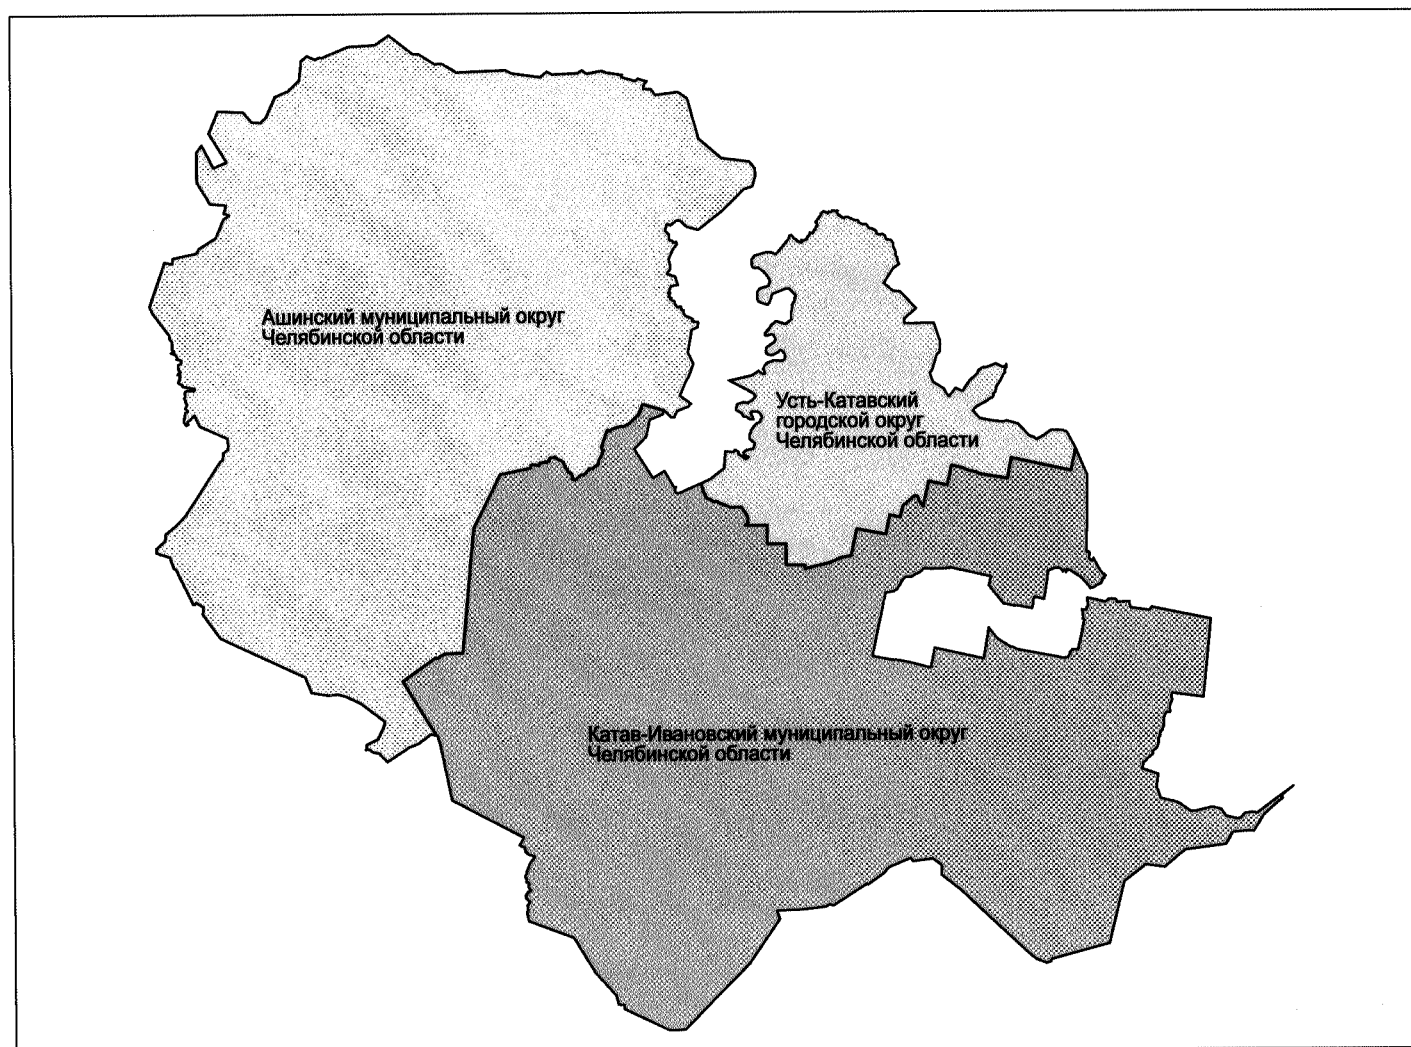 Ашинский муниципальный округ
Челябинской области
Усть-Катавский
городской округ
Челябинской области
Катав-Ивановский муниципальный округ
Челябинской области